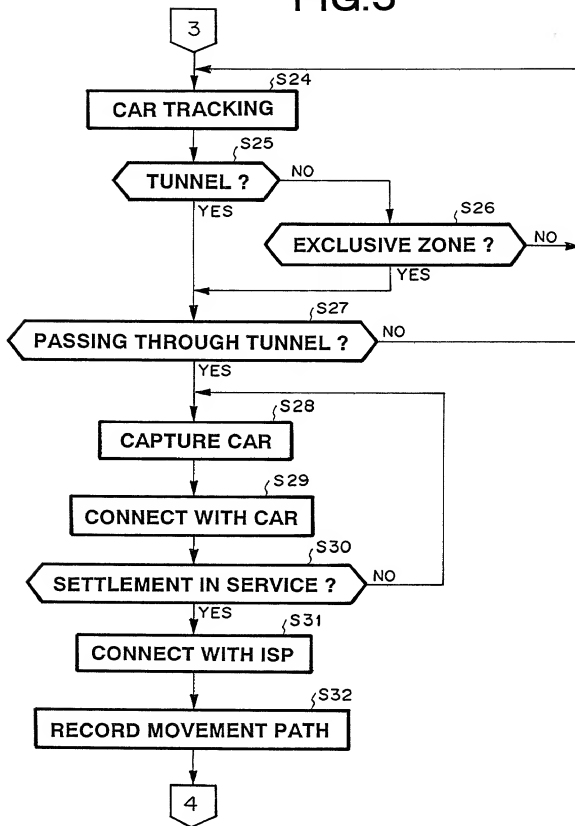 FIG.5
3
S24
CAR TRACKING
S25
TUNNEL ?
NO
YES
S26
EXCLUSIVE ZONE ?
NO
YES
S27
PASSING THROUGH TUNNEL ?
NO
YES
S28
CAPTURE CAR
S29
CONNECT WITH CAR
S30
SETTLEMENT IN SERVICE ?
NO
YES
S31
CONNECT WITH ISP
S32
RECORD MOVEMENT PATH
4